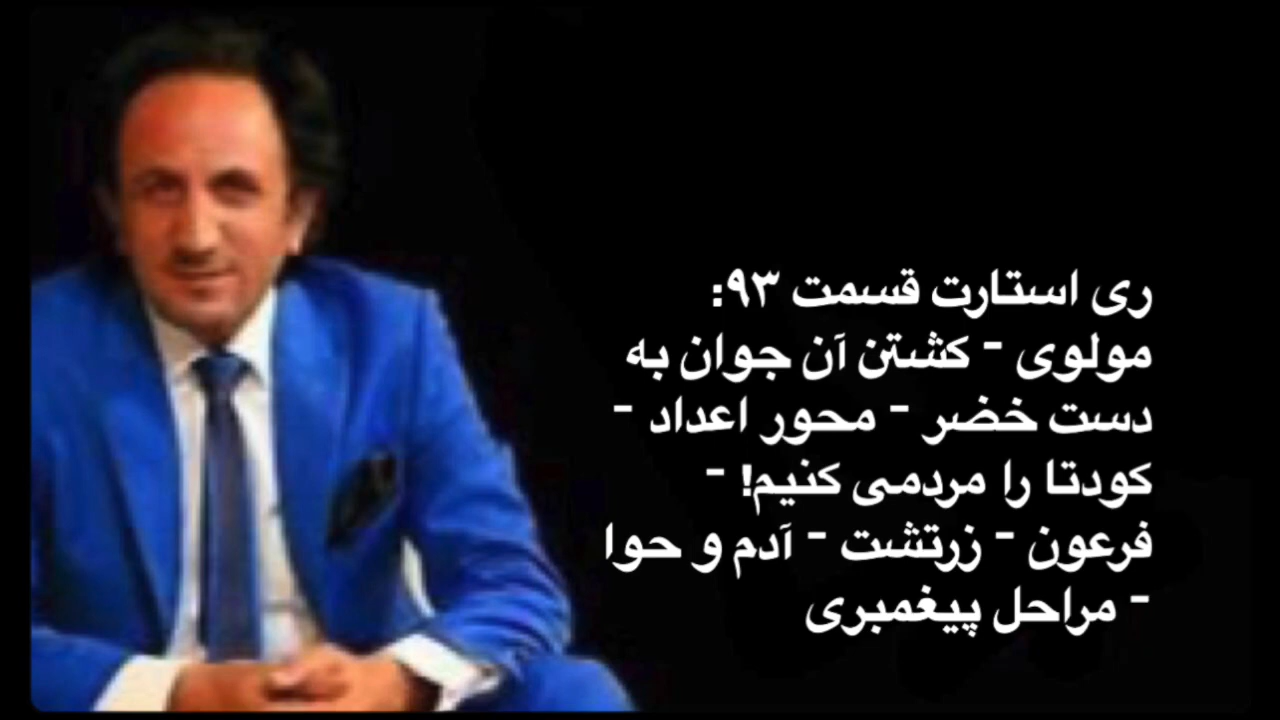 ری استارت قسمت ۹۳:
مولوی - کشتن آن جوان به
دست خضر - محور اعداد -
کودتا را مردمی کنیم! -
فرعون - زرتشت - آدم و حوا
- مراحل پیغمبری